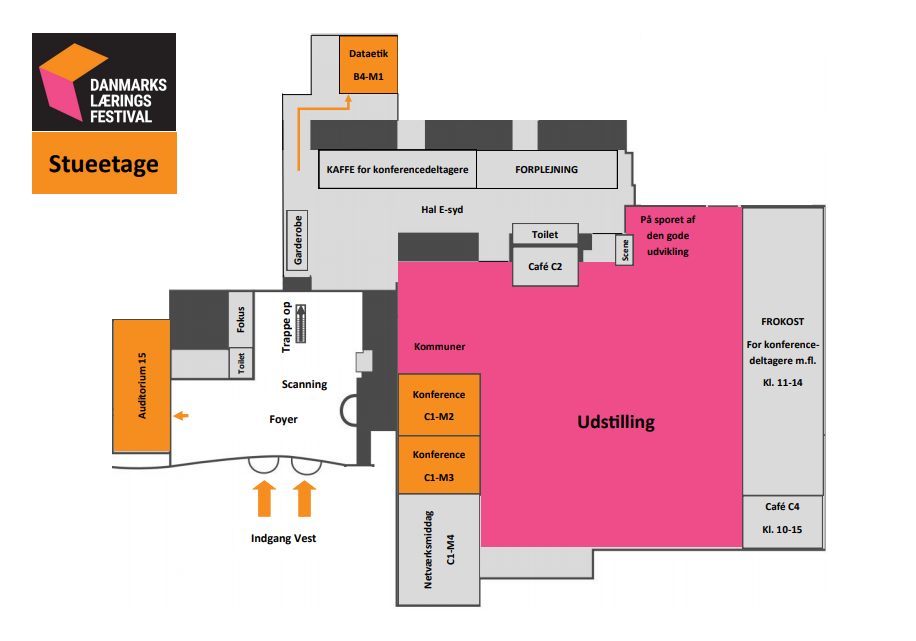 DANMARKS
LÆRINGS
FESTIVAL
Stueetage
Dataetik
B4-M1
KAFFE for konferencedeltagere
FORPLEJNING
Hal E-syd
Garderobe
Toilet
Café C2
Scene
På sporet af
den gode
udvikling
Fokus
Toilet
Trappe op
Scanning
Foyer
Auditorium 15
Indgang Vest
Kommuner
Konference
C1-M2
Konference
C1-M3
Netværksmiddag
C1-M4
Udstilling
FROKOST
For konference-
deltagere m.fl.
Kl. 11-14
Café C4
Kl. 10-15